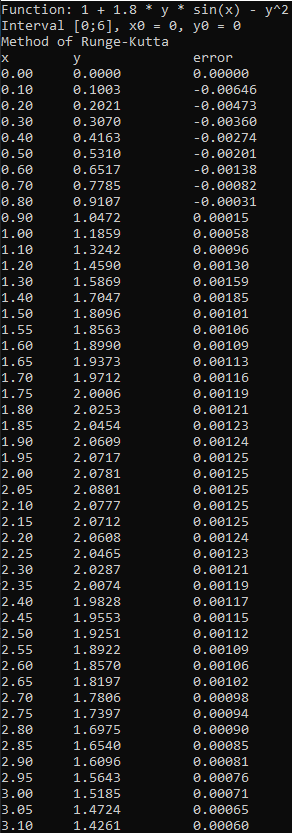 Function: 1 + 1.8 * y * sin(x) - y^2
Interval [0;6], x0 = 0, y0 = 0
Method of Runge-Kutta
x y error
0.00 0.0000 0.00000
0.10 0.1003 -0.00646
0.20 0.2021 -0.00473
0.30 0.3070 -0.00360
0.40 0.4163 -0.00274
0.50 0.5310 -0.00201
0.60 0.6517 -0.00138
0.70 0.7785 -0.00082
0.80 0.9107 -0.00031
0.90 1.0472 0.00015
1.00 1.1859 0.00058
1.10 1.3242 0.00096
1.20 1.4590 0.00130
1.30 1.5869 0.00159
1.40 1.7047 0.00185
1.50 1.8096 0.00101
1.55 1.8563 0.00106
1.60 1.8990 0.00109
1.65 1.9373 0.00113
1.70 1.9712 0.00116
1.75 2.0006 0.00119
1.80 2.0253 0.00121
1.85 2.0454 0.00123
1.90 2.0609 0.00124
1.95 2.0717 0.00125
2.00 2.0781 0.00125
2.05 2.0801 0.00125
2.10 2.0777 0.00125
2.15 2.0712 0.00125
2.20 2.0608 0.00124
2.25 2.0465 0.00123
2.30 2.0287 0.00121
2.35 2.0074 0.00119
2.40 1.9828 0.00117
2.45 1.9553 0.00115
2.50 1.9251 0.00112
2.55 1.8922 0.00109
2.60 1.8570 0.00106
2.65 1.8197 0.00102
2.70 1.7806 0.00098
2.75 1.7397 0.00094
2.80 1.6975 0.00090
2.85 1.6540 0.00085
2.90 1.6096 0.00081
2.95 1.5643 0.00076
3.00 1.5185 0.00071
3.05 1.4724 0.00065
3.10 1.4261 0.00060